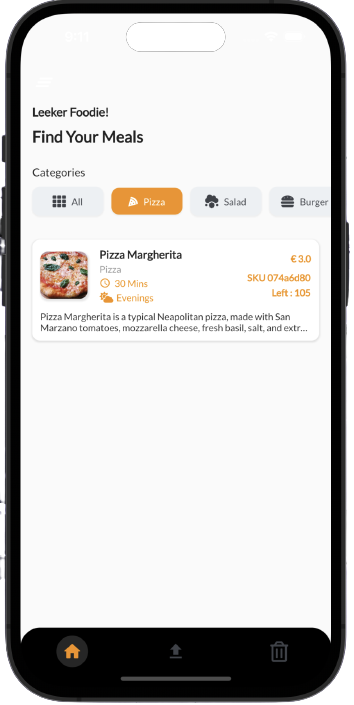 9:11
Leeker Foodie!
Find Your Meals
Categories
All Pizza Salad Burger
Pizza Margherita
Pizza
30 Mins
Evenings
€ 3.0
SKU 074a6d80
Left : 105
Pizza Margherita is a typical Neapolitan pizza, made with San
Marzano tomatoes, mozzarella cheese, fresh basil, salt, and extr...